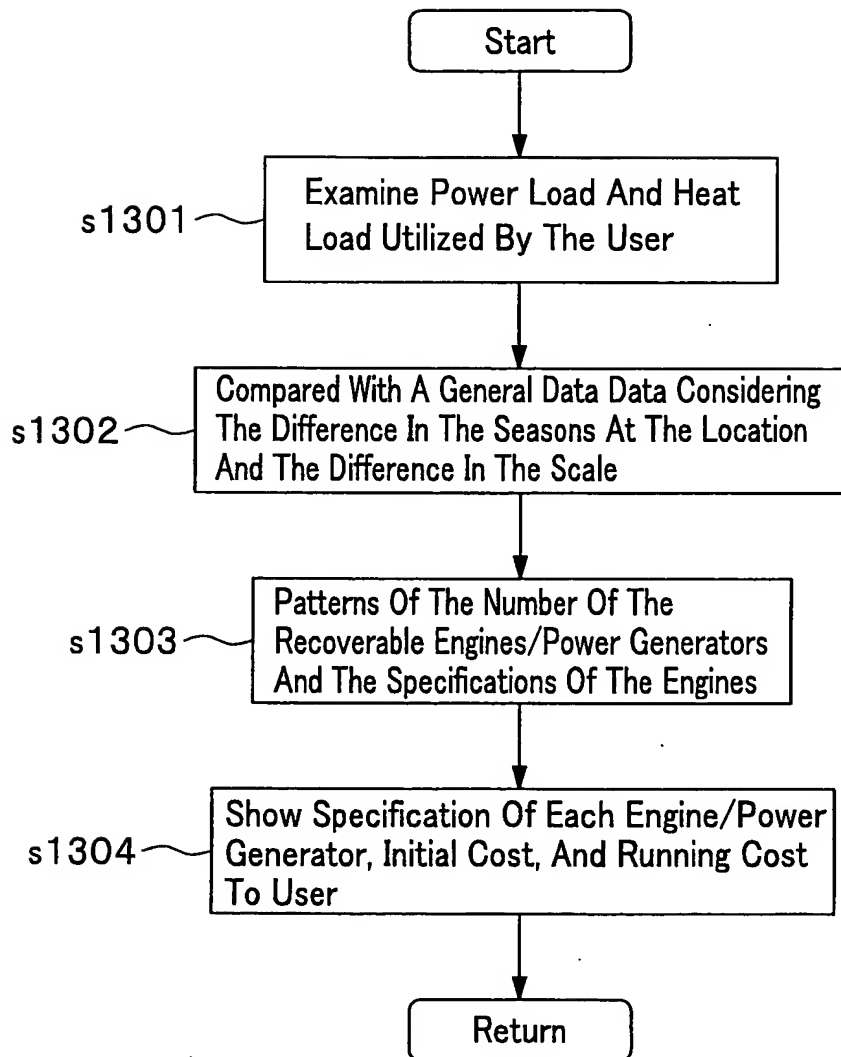 Start
s1301
Examine Power Load And Heat
Load Utilized By The User
s1302
Compared With A General Data Data Considering
The Difference In The Seasons At The Location
And The Difference In The Scale
s1303
Patterns Of The Number Of The
Recoverable Engines/Power Generators
And The Specifications Of The Engines
s1304
Show Specification Of Each Engine/Power
Generator, Initial Cost, And Running Cost
To User
Return